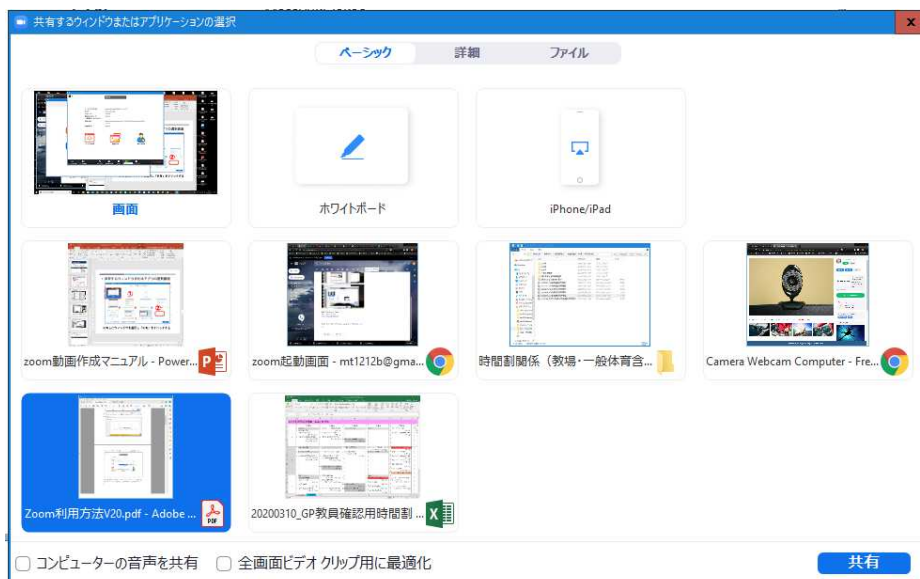 共有するウィンドウまたはアプリケーションの選択
ベーシック 詳細 ファイル
画面
ホワイトボード
iPhone/iPad
zoom動画作成マニュアル - Power...
zoom起動画面 - mt1212b@gma...
時間割関係（教場・一般体育含...
Camera Webcam Computer - Fre...
Zoom利用方法V20.pdf - Adobe ...
20200310_GP教員確認用時間割 ...
コンピューターの音声を共有
全画面ビデオ クリップ用に最適化
共有